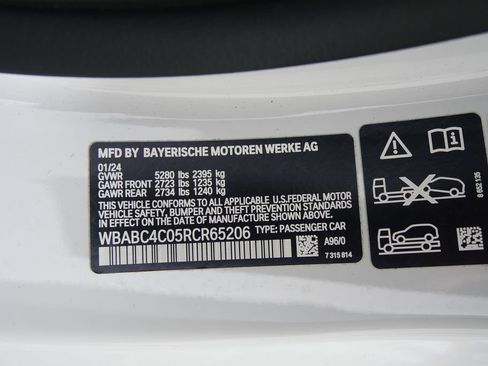 MFD BY BAYERISCHE MOTOREN WERKE AG
01/24
GVWR 5280 lbs 2395 kg
GAWR FRONT 2723 lbs 1235 kg
GAWR REAR 2734 lbs 1240 kg
THIS VEHICLE CONFORMS TO ALL APPLICABLE U.S. FEDERAL MOTOR
VEHICLE SAFETY, BUMPER, AND THEFT PREVENTION STANDARDS
IN EFFECT ON THE DATE OF MANUFACTURE SHOWN ABOVE.
WBABC4C05RCR65206 TYPE: PASSENGER CAR
A96/0
7 315 814
8 652 135